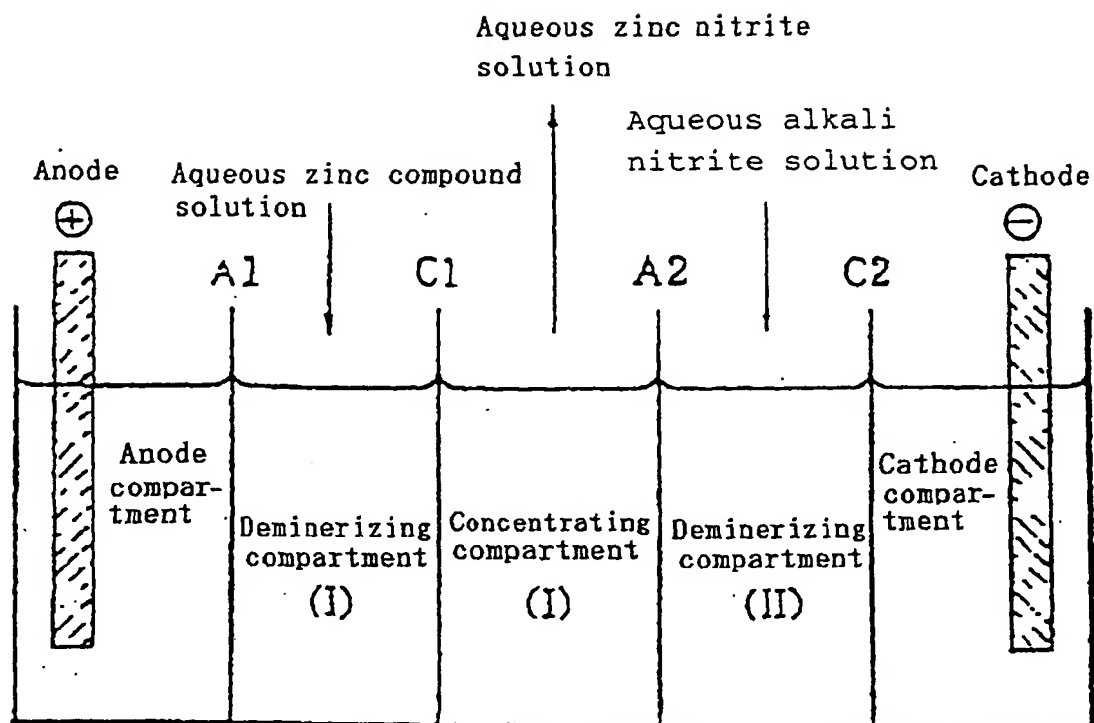 Aqueous zinc nitrite
solution
Aqueous alkali
nitrite solution
Anode
Aqueous zinc compound
solution
Cathode
+
−
A1
C1
A2
C2
Anode
compar-
tment
Deminerizing
compartment
(I)
Concentrating
compartment
(I)
Deminerizing
compartment
(II)
Cathode
compar-
tment